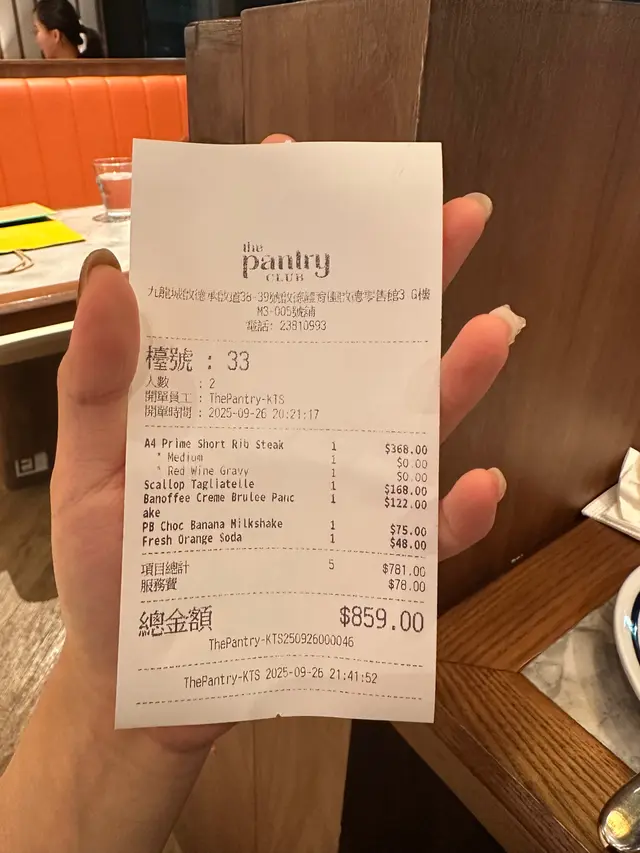 the
pantry
CLUB
九龍城啟德承啟道38-39號啟德體育園啟德零售館3 G樓
M3-005號舖
電話: 23810993
檯號 : 33
人數 : 2
開單員工 : ThePantry-KTS
開單時間 : 2025-09-26 20:21:17
A4 Prime Short Rib Steak 1 $368.00
* Medium 1 $0.00
* Red Wine Gravy 1 $0.00
Scallop Tagliatelle 1 $168.00
Banoffee Creme Brulee Panc 1 $122.00
ake
PB Choc Banana Milkshake 1 $75.00
Fresh Orange Soda 1 $48.00
項目總計 5 $781.00
服務費 $78.00
總金額 $859.00
ThePantry-KTS250926000046
ThePantry-KTS 2025-09-26 21:41:52